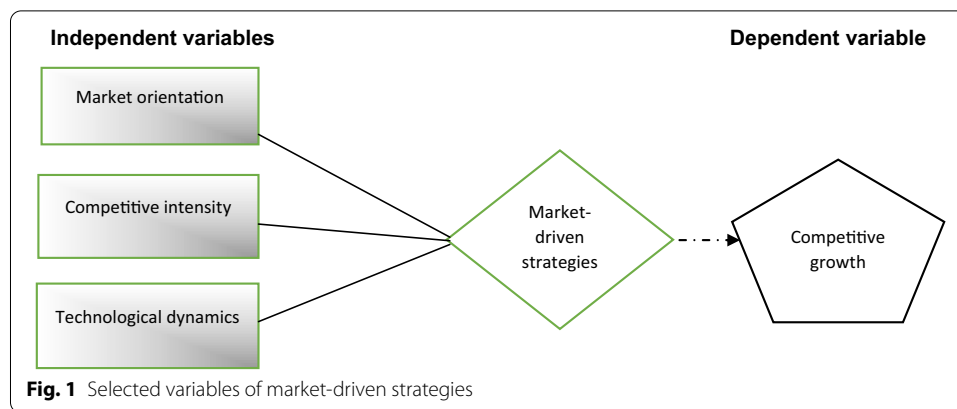 Independent variables
Dependent variable
Market orientation
Competitive intensity
Technological dynamics
Market-
driven
strategies
Competitive
growth
Fig. 1 Selected variables of market-driven strategies